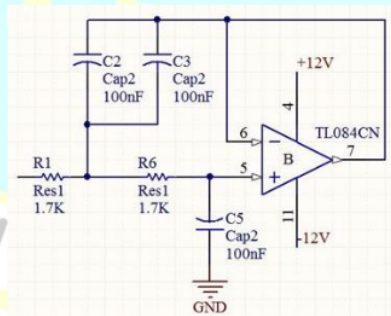 C2
Cap2
100nF
C3
Cap2
100nF
+12V
4
TL084CN
6
B
7
5
R1
Res1
1.7K
R6
Res1
1.7K
C5
Cap2
100nF
11
-12V
GND